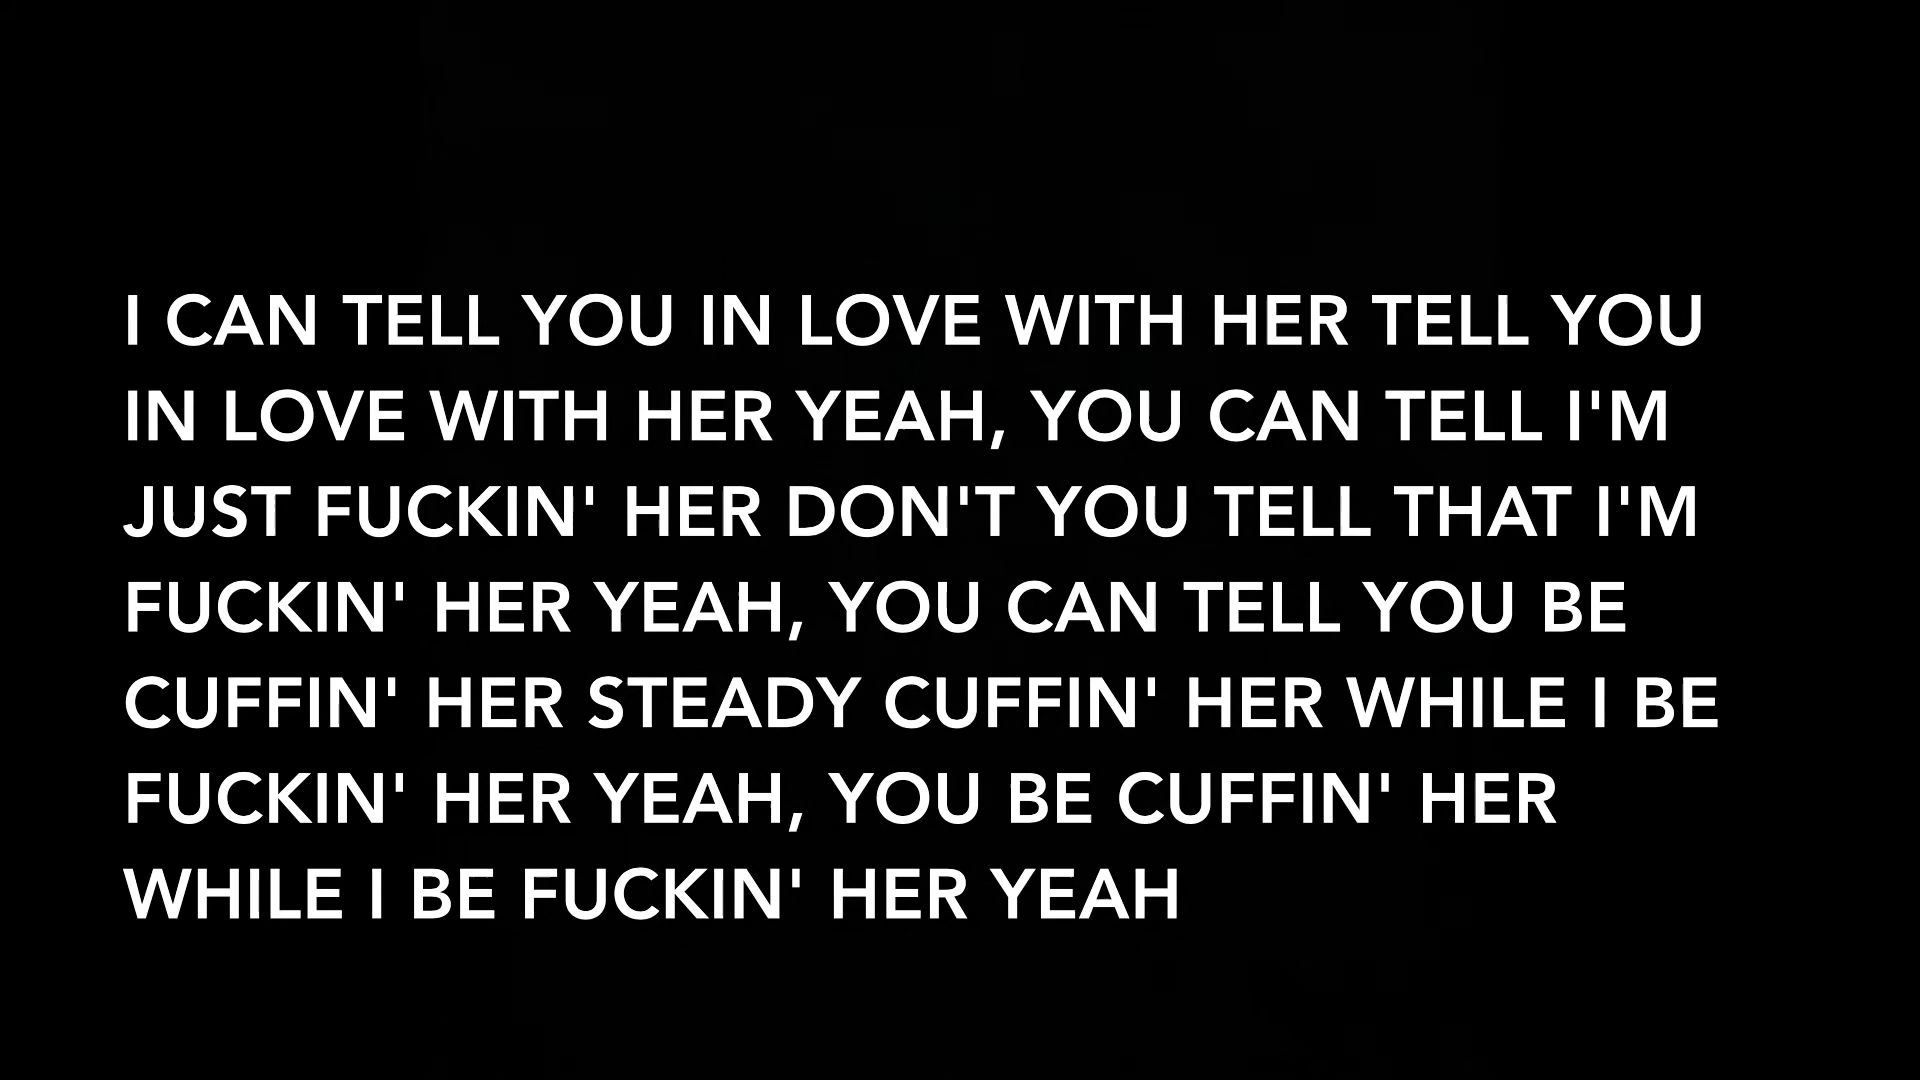 I CAN TELL YOU IN LOVE WITH HER TELL YOU
IN LOVE WITH HER YEAH, YOU CAN TELL I'M
JUST FUCKIN' HER DON'T YOU TELL THAT I'M
FUCKIN' HER YEAH, YOU CAN TELL YOU BE
CUFFIN' HER STEADY CUFFIN' HER WHILE I BE
FUCKIN' HER YEAH, YOU BE CUFFIN' HER
WHILE I BE FUCKIN' HER YEAH